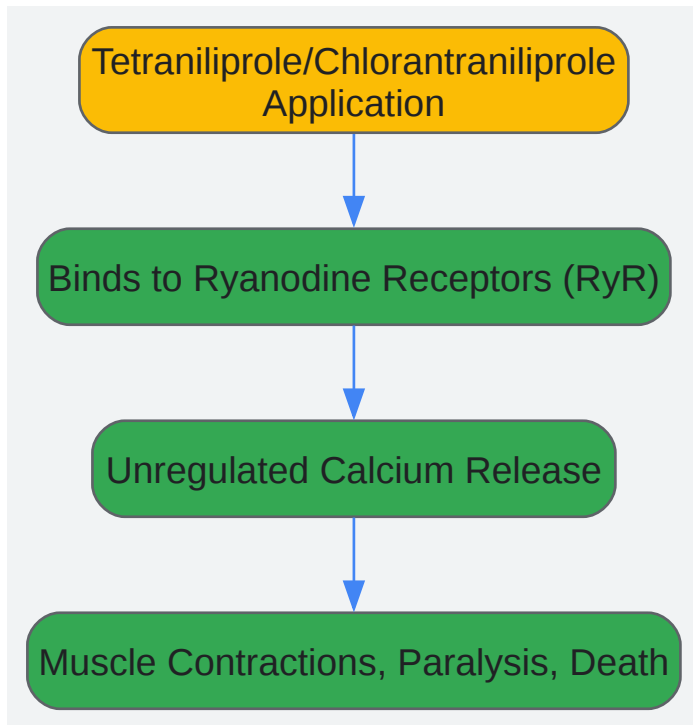 Tetraniliprole/Chlorantraniliprole
Application
Binds to Ryanodine Receptors (RyR)
Unregulated Calcium Release
Muscle Contractions, Paralysis, Death